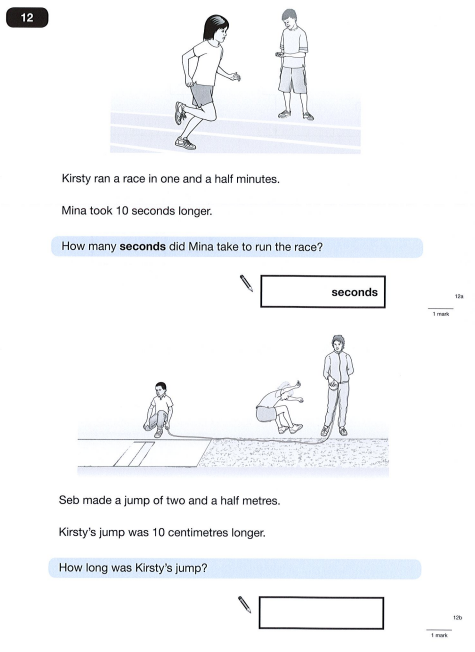 12
Kirsty ran a race in one and a half minutes.
Mina took 10 seconds longer.
How many seconds did Mina take to run the race?
seconds
12a
1 mark
Seb made a jump of two and a half metres.
Kirsty's jump was 10 centimetres longer.
How long was Kirsty's jump?
12b
1 mark